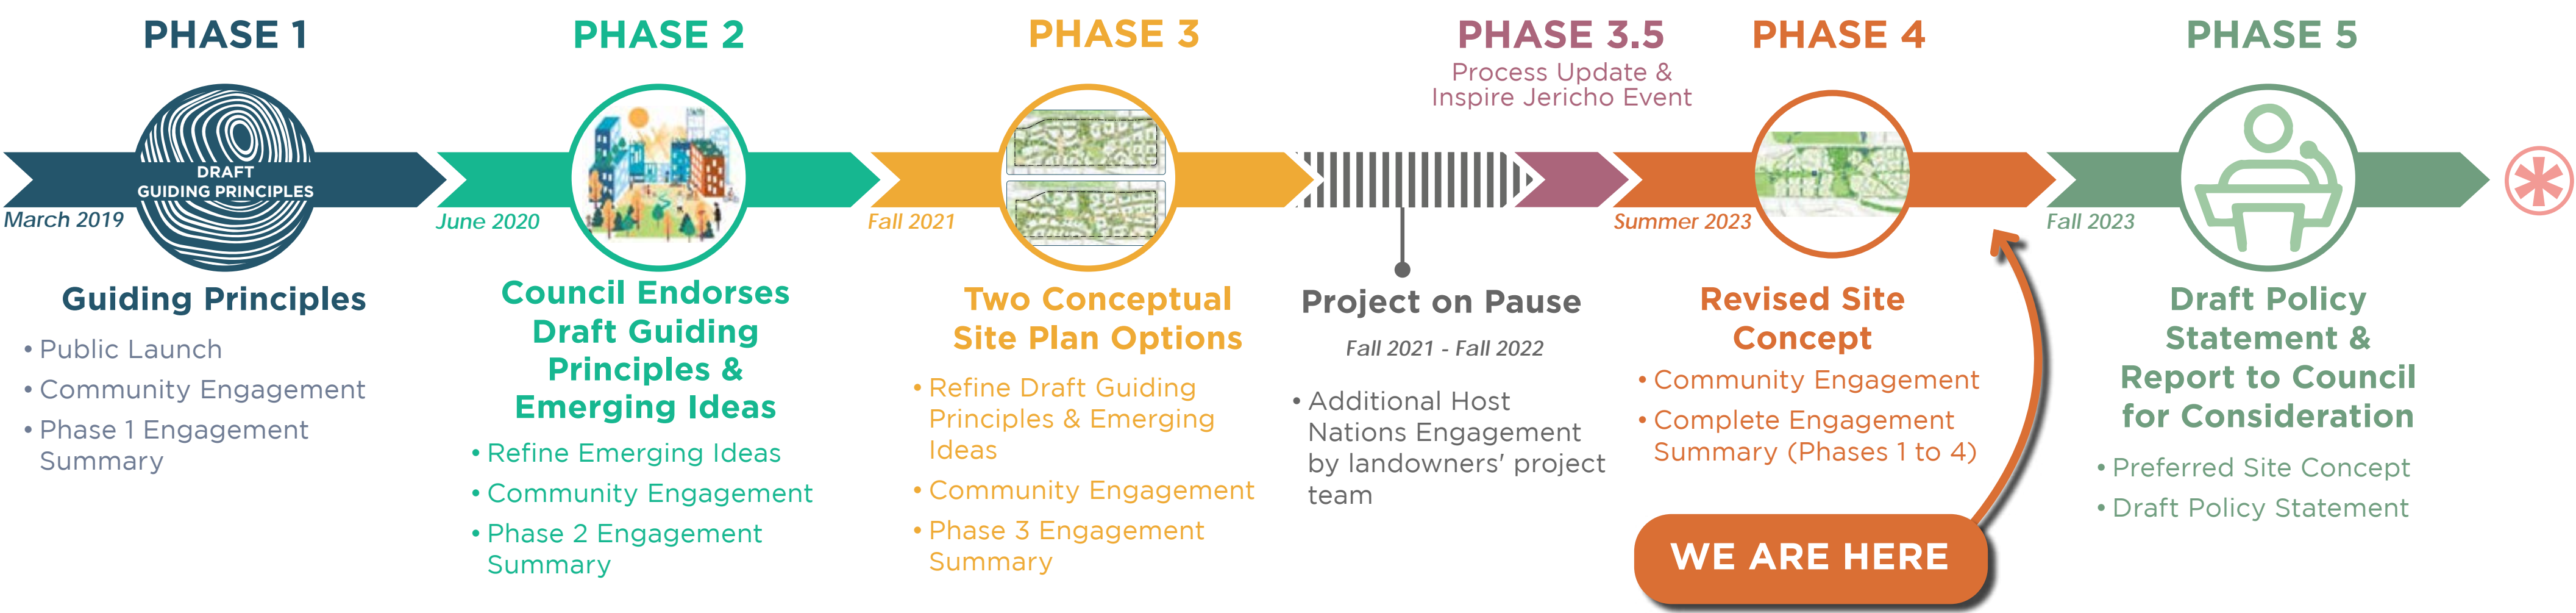 PHASE 1
DRAFT
GUIDING PRINCIPLES
March 2019
Guiding Principles
• Public Launch
• Community Engagement
• Phase 1 Engagement
Summary
PHASE 2
June 2020
Council Endorses
Draft Guiding
Principles &
Emerging Ideas
• Refine Emerging Ideas
• Community Engagement
• Phase 2 Engagement
Summary
PHASE 3
Fall 2021
Two Conceptual
Site Plan Options
• Refine Draft Guiding
Principles & Emerging
Ideas
• Community Engagement
• Phase 3 Engagement
Summary
Project on Pause
Fall 2021 - Fall 2022
• Additional Host
Nations Engagement
by landowners' project
team
PHASE 3.5
Process Update &
Inspire Jericho Event
PHASE 4
Summer 2023
Revised Site
Concept
• Community Engagement
• Complete Engagement
Summary (Phases 1 to 4)
WE ARE HERE
PHASE 5
Fall 2023
Draft Policy
Statement &
Report to Council
for Consideration
• Preferred Site Concept
• Draft Policy Statement
*